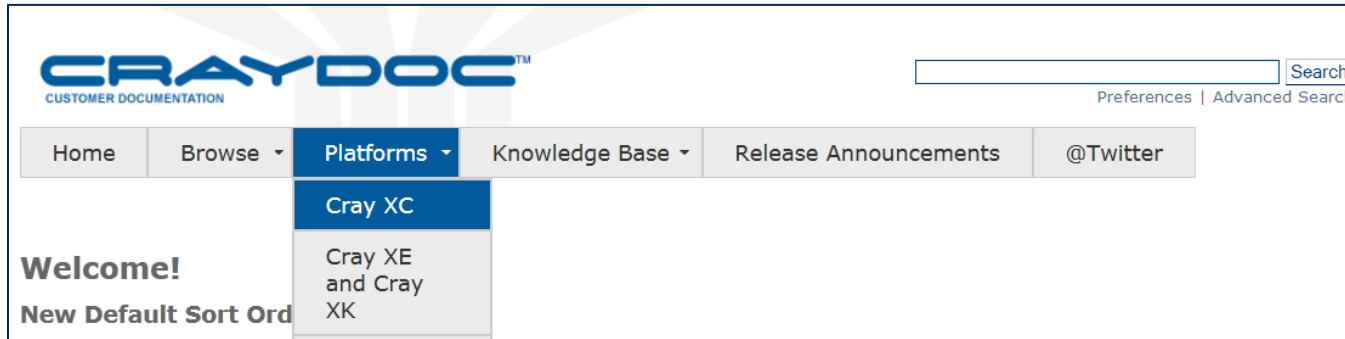 CRAYDOC™
CUSTOMER DOCUMENTATION
Search
Preferences | Advanced Search
Home Browse Platforms Knowledge Base Release Announcements @Twitter
Cray XC
Cray XE
and Cray
XK
Welcome!
New Default Sort Ord